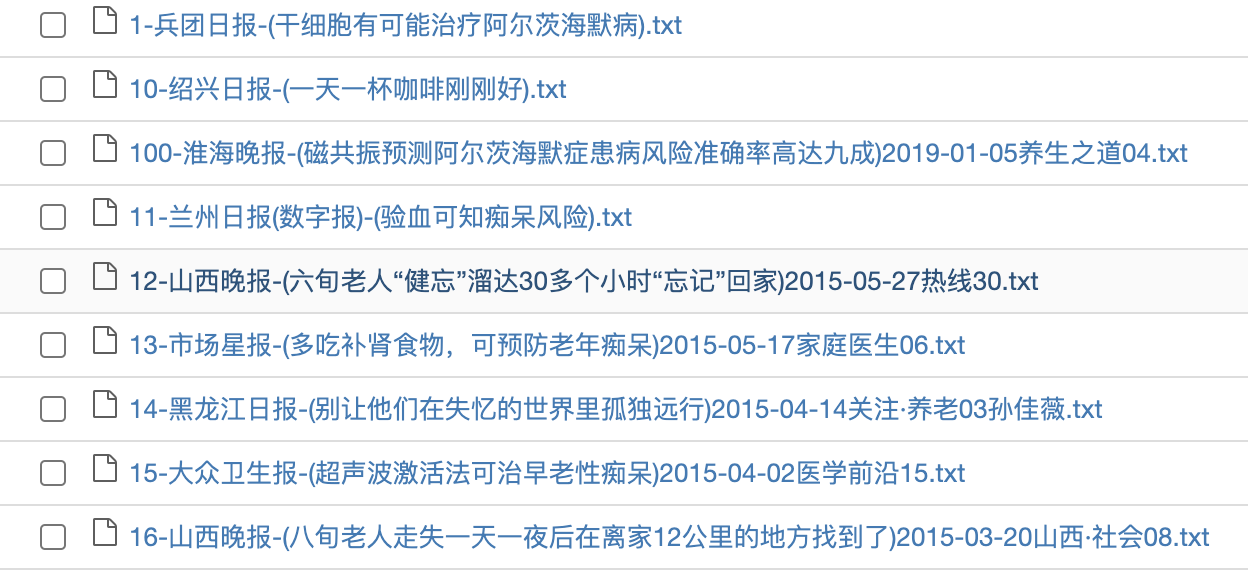 1-兵团日报-(干细胞有可能治疗阿尔茨海默病).txt
10-绍兴日报-(一天一杯咖啡刚刚好).txt
100-淮海晚报-(磁共振预测阿尔茨海默症患病风险准确率高达九成)2019-01-05养生之道04.txt
11-兰州日报(数字报)-(验血可知痴呆风险).txt
12-山西晚报-(六旬老人“健忘”溜达30多个小时“忘记”回家)2015-05-27热线30.txt
13-市场星报-(多吃补肾食物，可预防老年痴呆)2015-05-17家庭医生06.txt
14-黑龙江日报-(别让他们在失忆的世界里孤独远行)2015-04-14关注·养老03孙佳薇.txt
15-大众卫生报-(超声波激活法可治早老性痴呆)2015-04-02医学前沿15.txt
16-山西晚报-(八旬老人走失一天一夜后在离家12公里的地方找到了)2015-03-20山西·社会08.txt